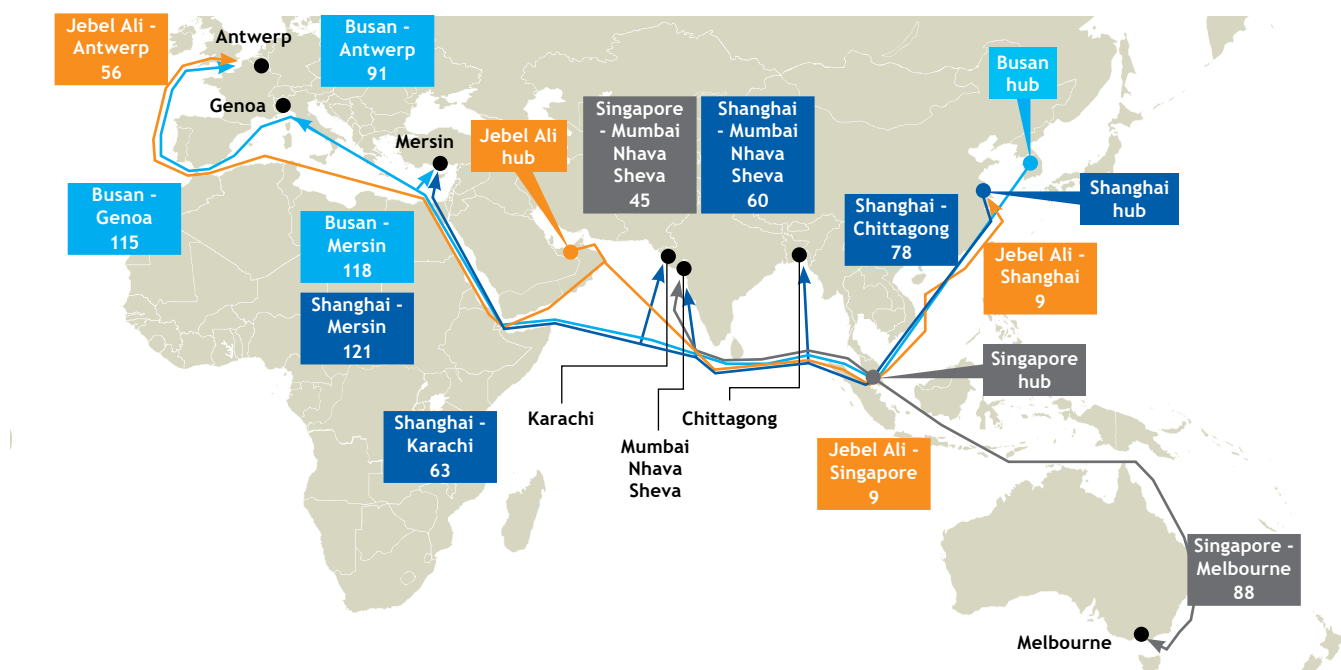 Jebel Ali -
Antwerp
56
Antwerp
Busan -
Antwerp
91
Busan
hub
Genoa
Mersin
Jebel Ali
hub
Singapore
- Mumbai
Nhava
Sheva
45
Shanghai
- Mumbai
Nhava
Sheva
60
Shanghai
hub
Busan -
Genoa
115
Busan -
Mersin
118
Shanghai -
Chittagong
78
Jebel Ali -
Shanghai
9
Shanghai -
Mersin
121
Singapore
hub
Shanghai -
Karachi
63
Karachi
Mumbai
Nhava
Sheva
Chittagong
Jebel Ali -
Singapore
9
Singapore -
Melbourne
88
Melbourne